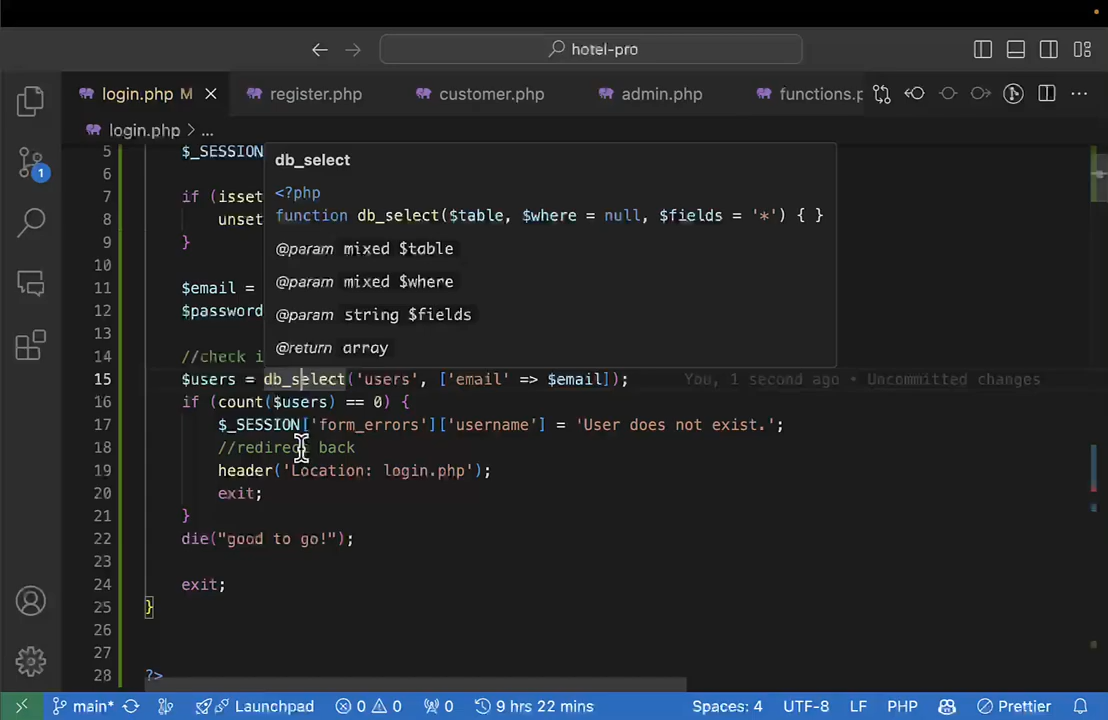 hotel-pro
login.php M
register.php
customer.php
admin.php
functions.p
login.php > ...
5 $_SESSION
6
7 if (isset
8 unset
9 }
10
11 $email =
12 $password
13
14 //check i
15 $users = db_select('users', ['email' => $email]); You, 1 second ago • Uncommitted changes
16 if (count($users) == 0) {
17 $_SESSION['form_errors']['username'] = 'User does not exist.';
18 //redirect back
19 header('Location: login.php');
20 exit;
21 }
22 die("good to go!");
23
24 exit;
25 }
26
27
28 ?>
db_select
<?php
function db_select($table, $where = null, $fields = '*') { }
@param mixed $table
@param mixed $where
@param string $fields
@return array
1
main* Launchpad 0 0 0 9 hrs 22 mins Spaces: 4 UTF-8 LF PHP Prettier